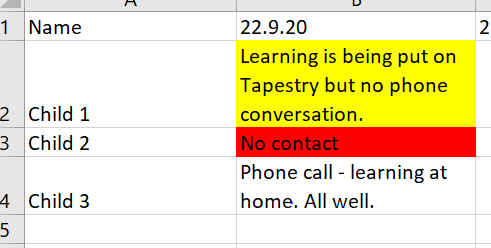 A B
1 Name 22.9.20 2
Learning is being put on
Tapestry but no phone
2 Child 1 conversation.
3 Child 2 No contact
Phone call - learning at
4 Child 3 home. All well.
5